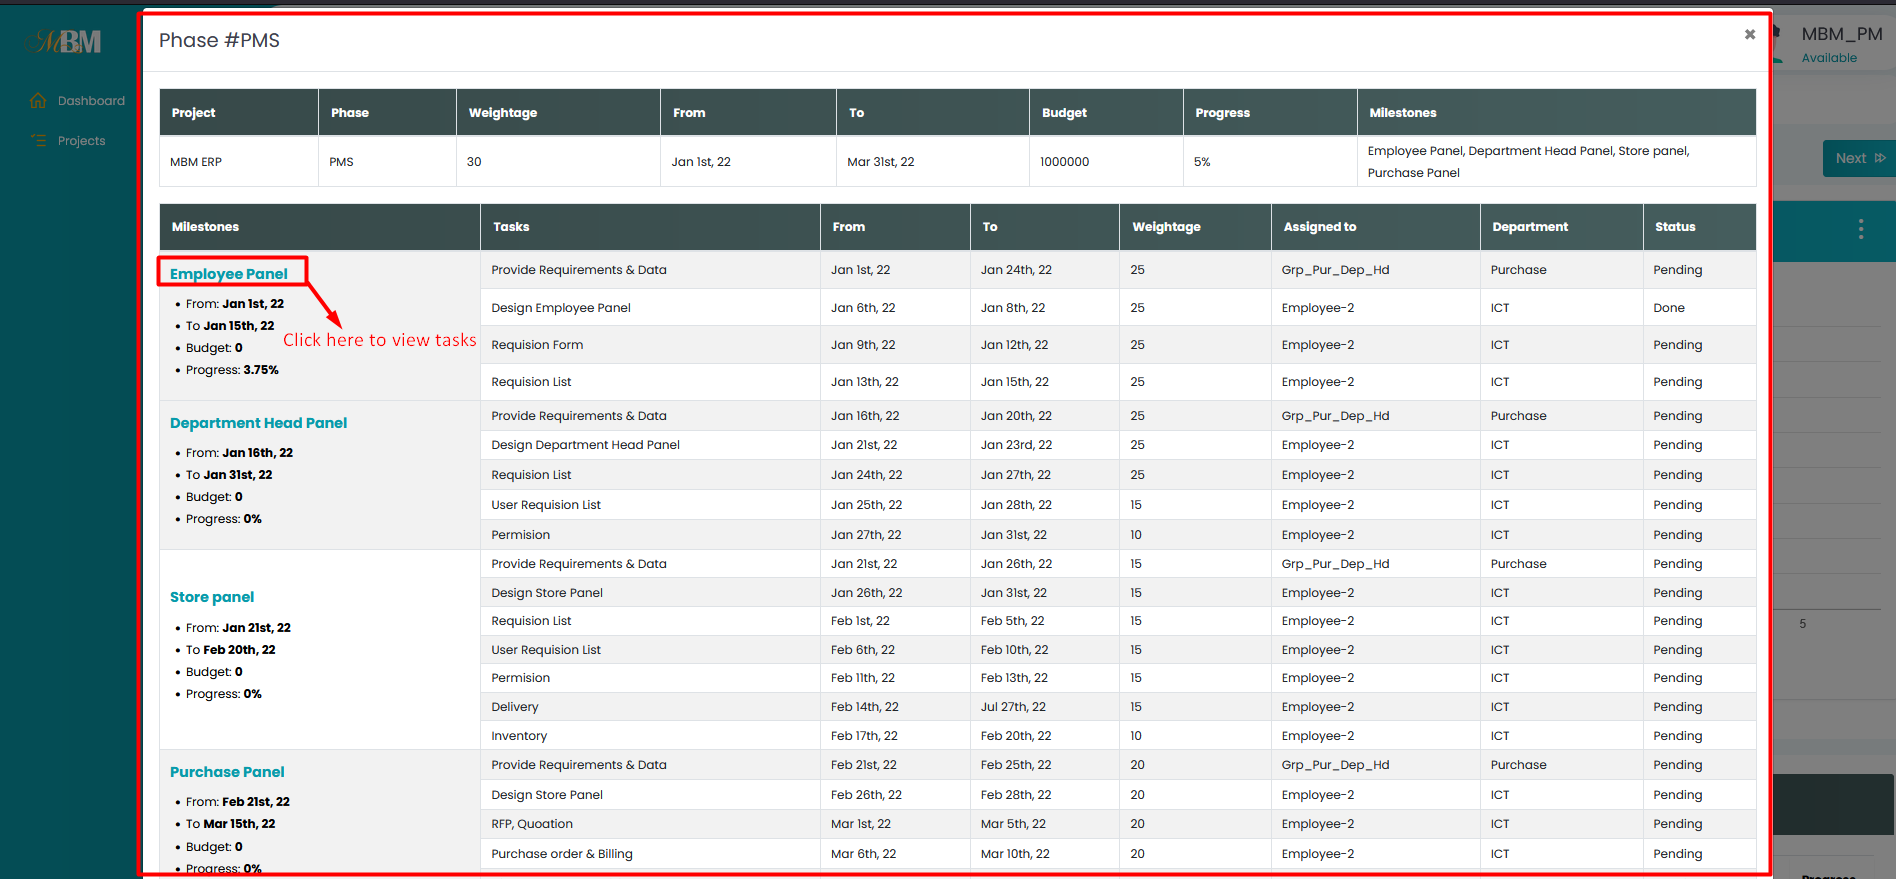 Phase #PMS
×
MBM
MBM_PM
Available
Dashboard
Projects
Next
Project Phase Weightage From To Budget Progress Milestones
MBM ERP PMS 30 Jan 1st, 22 Mar 31st, 22 1000000 5% Employee Panel, Department Head Panel, Store panel,
Purchase Panel
Milestones Tasks From To Weightage Assigned to Department Status
Employee Panel
• From: Jan 1st, 22
• To Jan 15th, 22
• Budget: 0
• Progress: 3.75%
Click here to view tasks
Provide Requirements & Data Jan 1st, 22 Jan 24th, 22 25 Grp_Pur_Dep_Hd Purchase Pending
Design Employee Panel Jan 6th, 22 Jan 8th, 22 25 Employee-2 ICT Done
Requision Form Jan 9th, 22 Jan 12th, 22 25 Employee-2 ICT Pending
Requision List Jan 13th, 22 Jan 15th, 22 25 Employee-2 ICT Pending
Department Head Panel
• From: Jan 16th, 22
• To Jan 31st, 22
• Budget: 0
• Progress: 0%
Provide Requirements & Data Jan 16th, 22 Jan 20th, 22 25 Grp_Pur_Dep_Hd Purchase Pending
Design Department Head Panel Jan 21st, 22 Jan 23rd, 22 25 Employee-2 ICT Pending
Requision List Jan 24th, 22 Jan 27th, 22 25 Employee-2 ICT Pending
User Requision List Jan 25th, 22 Jan 28th, 22 15 Employee-2 ICT Pending
Permision Jan 27th, 22 Jan 31st, 22 10 Employee-2 ICT Pending
Store panel
• From: Jan 21st, 22
• To Feb 20th, 22
• Budget: 0
• Progress: 0%
Provide Requirements & Data Jan 21st, 22 Jan 26th, 22 15 Grp_Pur_Dep_Hd Purchase Pending
Design Store Panel Jan 26th, 22 Jan 31st, 22 15 Employee-2 ICT Pending
Requision List Feb 1st, 22 Feb 5th, 22 15 Employee-2 ICT Pending
User Requision List Feb 6th, 22 Feb 10th, 22 15 Employee-2 ICT Pending
Permision Feb 11th, 22 Feb 13th, 22 15 Employee-2 ICT Pending
Delivery Feb 14th, 22 Jul 27th, 22 15 Employee-2 ICT Pending
Inventory Feb 17th, 22 Feb 20th, 22 10 Employee-2 ICT Pending
5
Purchase Panel
• From: Feb 21st, 22
• To Mar 15th, 22
• Budget: 0
• Progress: 0%
Provide Requirements & Data Feb 21st, 22 Feb 25th, 22 20 Grp_Pur_Dep_Hd Purchase Pending
Design Store Panel Feb 26th, 22 Feb 28th, 22 20 Employee-2 ICT Pending
RFP, Quoation Mar 1st, 22 Mar 5th, 22 20 Employee-2 ICT Pending
Purchase order & Billing Mar 6th, 22 Mar 10th, 22 20 Employee-2 ICT Pending
Progress